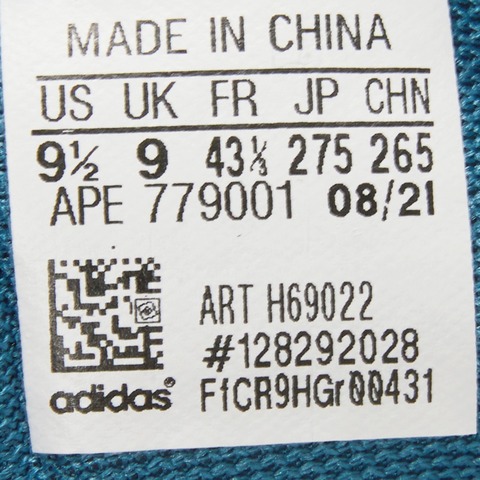 MADE IN CHINA
US UK FR JP CHN
9½ 9 43⅓ 275 265
APE 779001 08/21
ART H69022
#128292028
adidas® FfCR9HGr00431